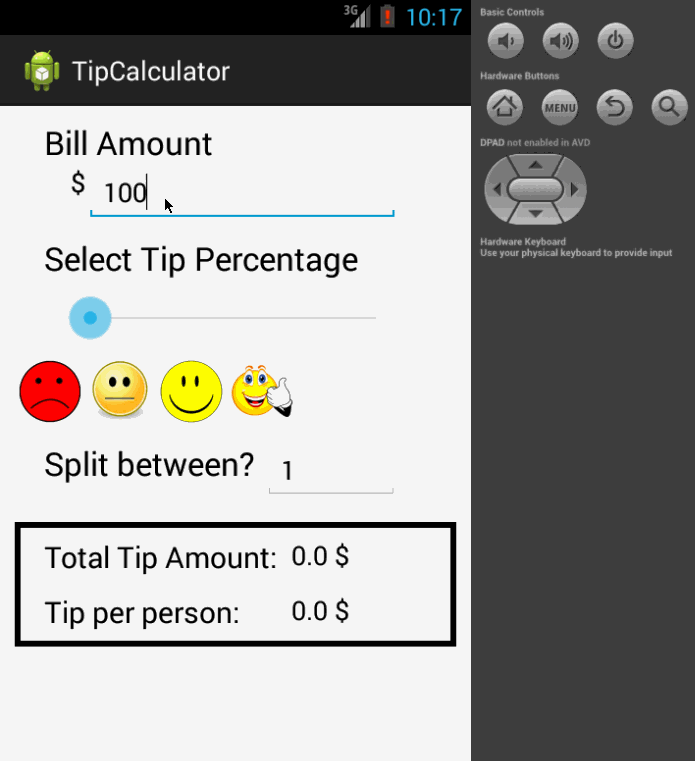 3G 10:17
TipCalculator
Bill Amount
$ 100
Select Tip Percentage
Split between? 1
Total Tip Amount: 0.0 $
Tip per person: 0.0 $
Basic Controls
Hardware Buttons
MENU
DPAD not enabled in AVD
Hardware Keyboard
Use your physical keyboard to provide input